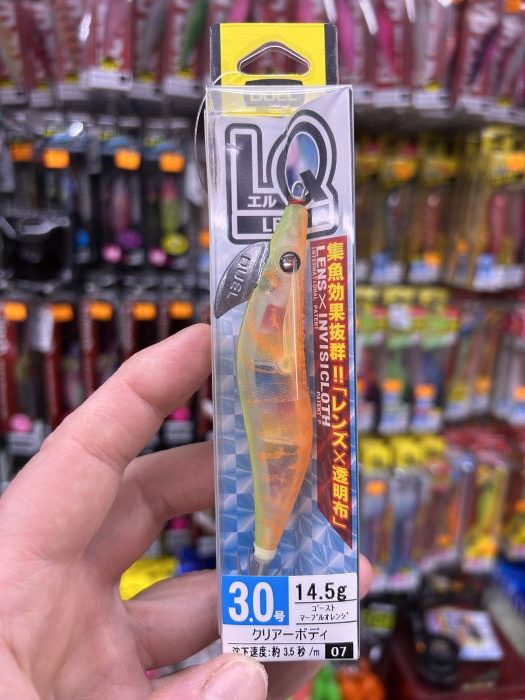 DUEL
LQ
エル
DUEL
集魚効果抜群!!「レンズ×透明布」
LENS×INVISICLOTH
INTERNATIONAL PATENT
3.0号
14.5g
ゴースト
マーブルオレンジ
クリアーボディ
沈下速度:約3.5秒/m
07